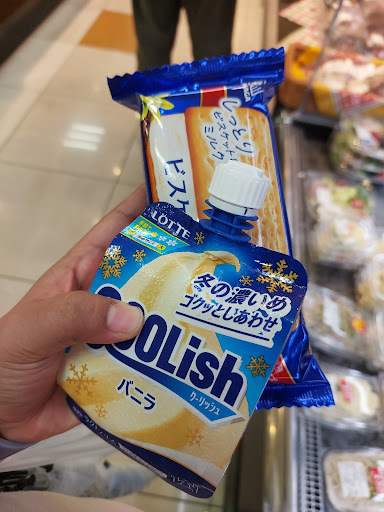 しっとり
ビスケット
ミルク
ビスケ
LOTTE
冬の濃いめ
ゴクッとしあわせ
COOLish
クーリッシュ
バニラ